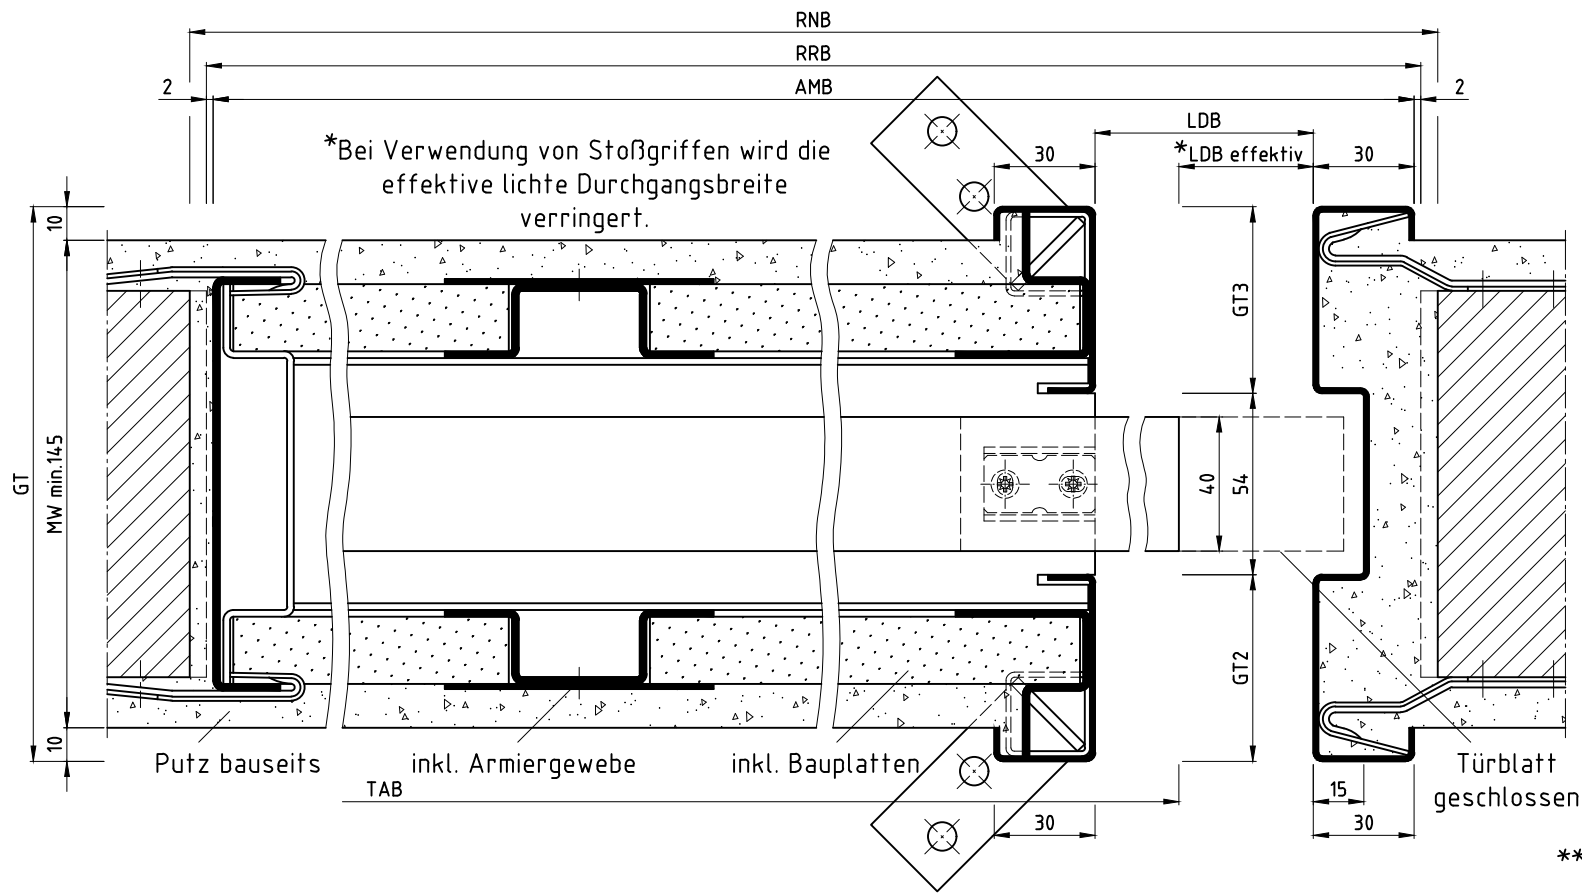 RNB
RRB
2
AMB
2
LDB
*Bei Verwendung von Stoßgriffen wird die
effektive lichte Durchgangsbreite
verringert.
30
*LDB effektiv
30
10
GT3
GT
MW min.145
40
54
GT2
10
Putz bauseits
inkl. Armiergewebe
inkl. Bauplatten
Türblatt
geschlossen
TAB
15
30
30
**